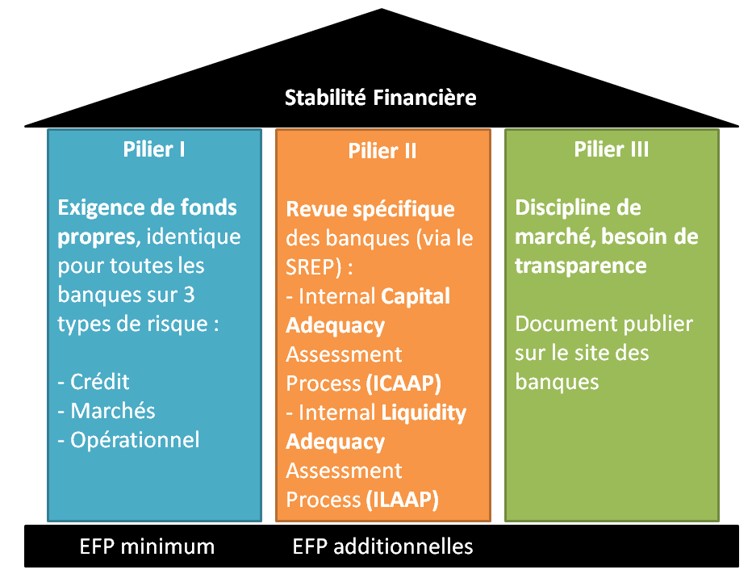 Stabilité Financière
Pilier I
Exigence de fonds
propres, identique
pour toutes les
banques sur 3
types de risque :
- Crédit
- Marchés
- Opérationnel
Pilier II
Revue spécifique
des banques (via le
SREP) :
- Internal Capital
Adequacy
Assessment
Process (ICAAP)
- Internal Liquidity
Adequacy
Assessment
Process (ILAAP)
Pilier III
Discipline de
marché, besoin de
transparence
Document publier
sur le site des
banques
EFP minimum
EFP additionnelles